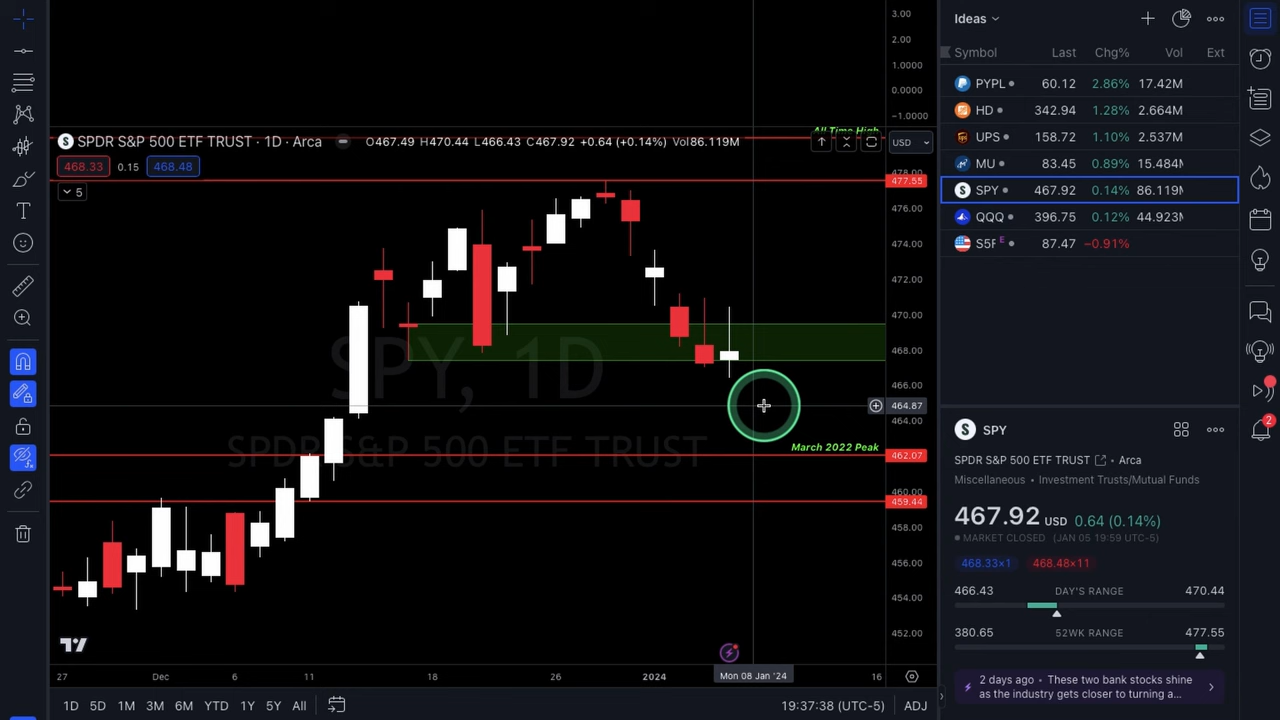 3.00
2.00
1.0000
0.0000
−1.0000
All Time High
S SPDR S&P 500 ETF TRUST · 1D · Arca O467.49 H470.44 L466.43 C467.92 +0.64 (+0.14%) Vol86.119M USD
468.33 0.15 468.48
5
478.00
477.55
476.00
474.00
472.00
470.00
468.00
466.00
464.87
464.00
March 2022 Peak
462.07
460.00
459.44
458.00
456.00
454.00
452.00
SPY, 1D
SPDR S&P 500 ETF TRUST
27 Dec 6 11 18 26 2024 Mon 08 Jan '24 16
1D 5D 1M 3M 6M YTD 1Y 5Y All 19:37:38 (UTC-5) ADJ
Ideas
Symbol Last Chg% Vol Ext
PYPL 60.12 2.86% 17.42M
HD 342.94 1.28% 2.664M
UPS 158.72 1.10% 2.537M
MU 83.45 0.89% 15.484M
S SPY 467.92 0.14% 86.119M
QQQ 396.75 0.12% 44.923M
S5F E 87.47 −0.91%
S SPY
SPDR S&P 500 ETF TRUST • Arca
Miscellaneous • Investment Trusts/Mutual Funds
467.92 USD 0.64 (0.14%)
MARKET CLOSED (JAN 05 19:59 UTC-5)
468.33×1 468.48×11
466.43 DAY'S RANGE 470.44
380.65 52WK RANGE 477.55
2 days ago • These two bank stocks shine
as the industry gets closer to turning a...
2